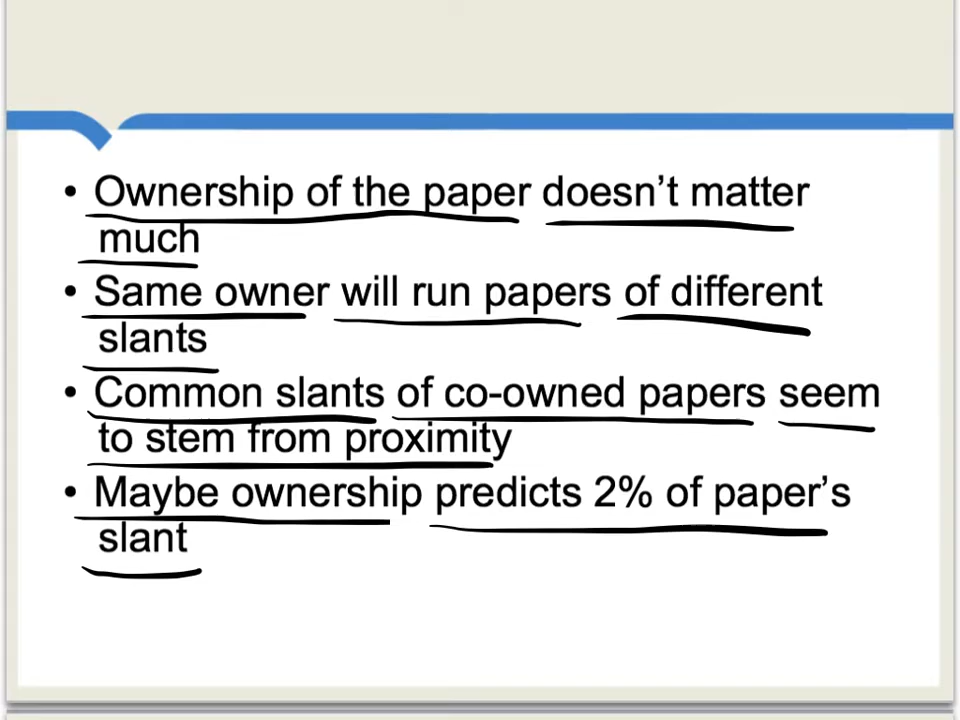 • Ownership of the paper doesn't matter
much
• Same owner will run papers of different
slants
• Common slants of co-owned papers seem
to stem from proximity
• Maybe ownership predicts 2% of paper's
slant